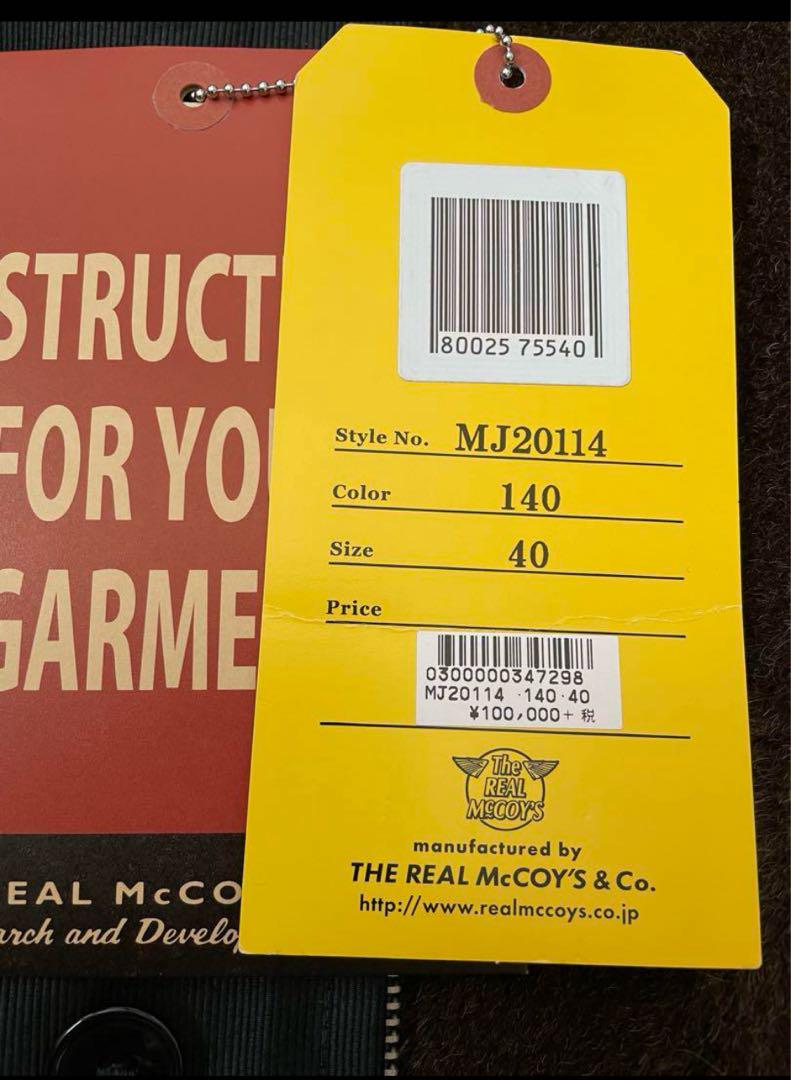 STRUCT
FOR YO
GARME
EAL McCO
arch and Develo
80025 75540
Style No. MJ20114
Color 140
Size 40
Price
0300000347298
MJ20114 ·140·40
¥100,000+ 税
The
REAL
McCOY'S
manufactured by
THE REAL McCOY'S & Co.
http://www.realmccoys.co.jp